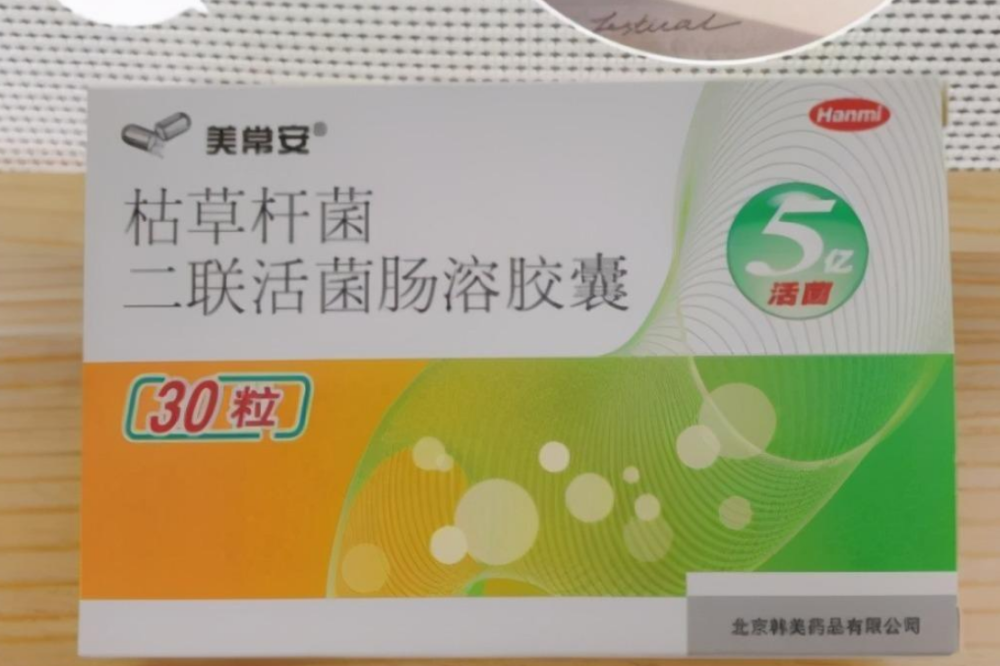 Testual
美常安®
Hanmi
枯草杆菌
二联活菌肠溶胶囊
5亿
活菌
30粒
北京韩美药品有限公司